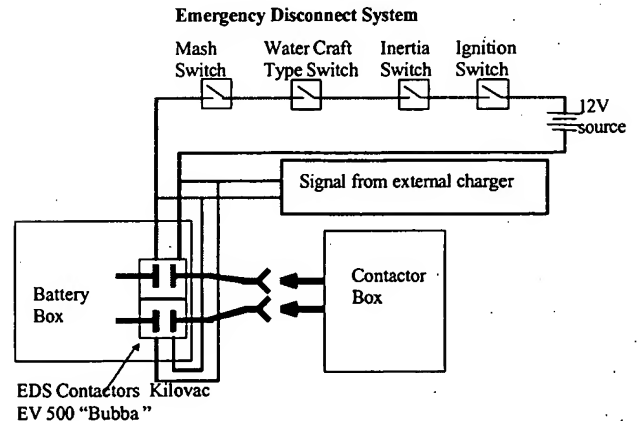 Emergency Disconnect System
Mash
Switch
Water Craft
Type Switch
Inertia
Switch
Ignition
Switch
12V
source
Signal from external charger
Battery
Box
Contactor
Box
EDS Contactors Kilovac
EV 500 “Bubba”